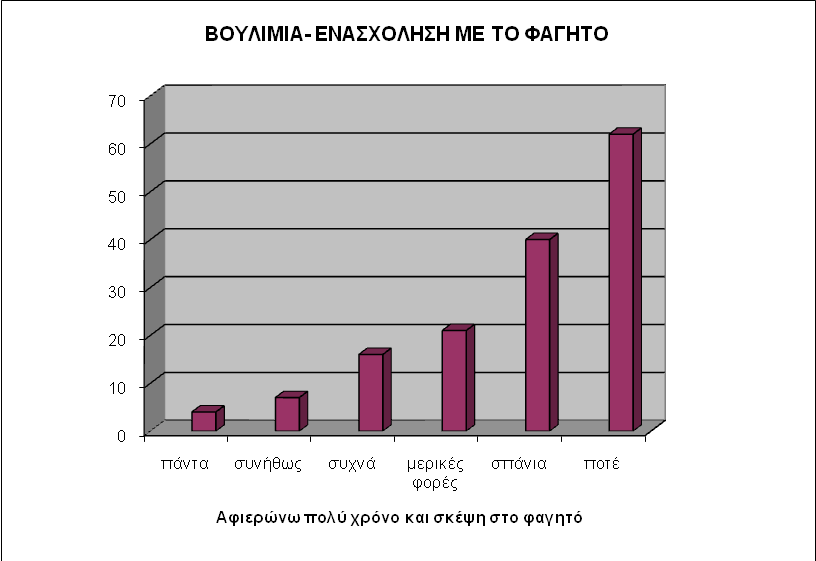 ΒΟΥΛΙΜΙΑ- ΕΝΑΣΧΟΛΗΣΗ ΜΕ ΤΟ ΦΑΓΗΤΟ
70
60
50
40
30
20
10
0
πάντα συνήθως συχνά μερικές φορές σπάνια ποτέ
Αφιερώνω πολύ χρόνο και σκέψη στο φαγητό